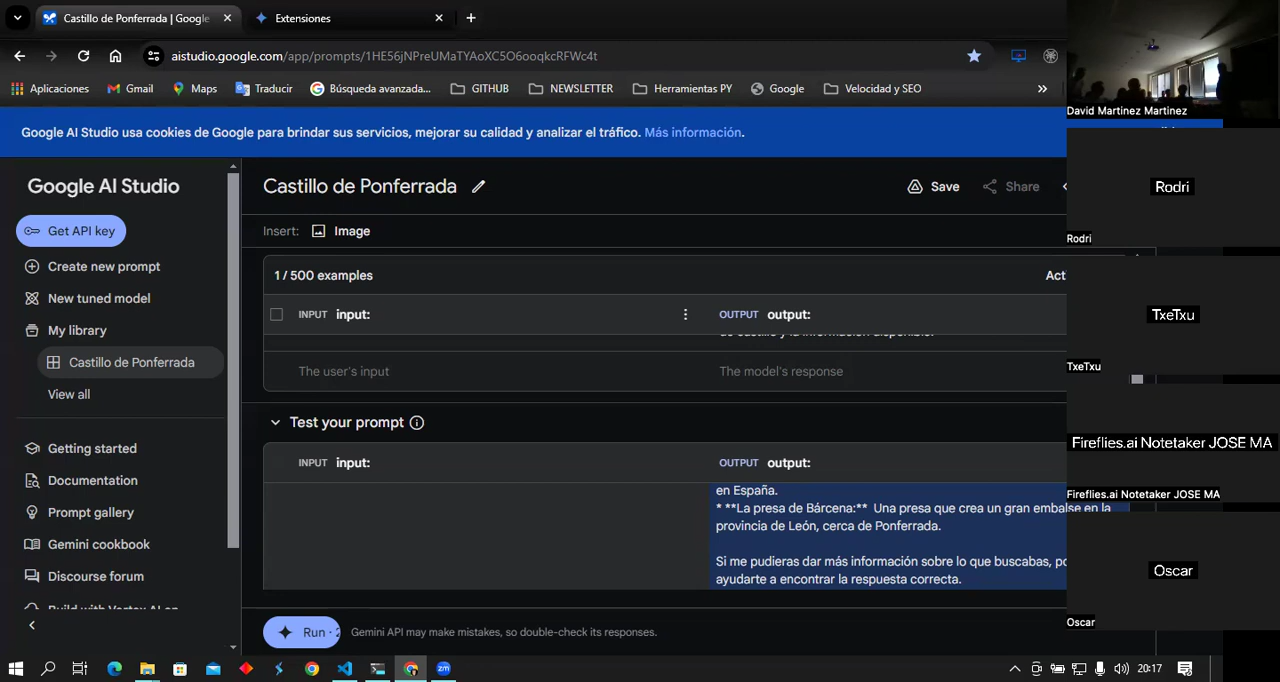 Castillo de Ponferrada | Google
Extensiones
aistudio.google.com/app/prompts/1HE56jNPreUMaTYAoXC5O6ooqkcRFWc4t
Aplicaciones
Gmail
Maps
Traducir
Búsqueda avanzada...
GITHUB
NEWSLETTER
Herramientas PY
Google
Velocidad y SEO
Google AI Studio usa cookies de Google para brindar sus servicios, mejorar su calidad y analizar el tráfico. Más información.
Google AI Studio
Get API key
Create new prompt
New tuned model
My library
Castillo de Ponferrada
View all
Getting started
Documentation
Prompt gallery
Gemini cookbook
Discourse forum
Castillo de Ponferrada
Save
Share
Insert:
Image
1 / 500 examples
INPUT input:
OUTPUT output:
The user's input
The model's response
Test your prompt
INPUT input:
OUTPUT output:
en España.
* **La presa de Bárcena:** Una presa que crea un gran embalse en la
provincia de León, cerca de Ponferrada.
Si me pudieras dar más información sobre lo que buscabas,
ayudarte a encontrar la respuesta correcta.
Run
Gemini API may make mistakes, so double-check its responses.
David Martinez Martinez
Rodri
Rodri
TxeTxu
TxeTxu
Fireflies.ai Notetaker JOSE MA
Fireflies.ai Notetaker JOSE MA
Oscar
Oscar
zm
20:17